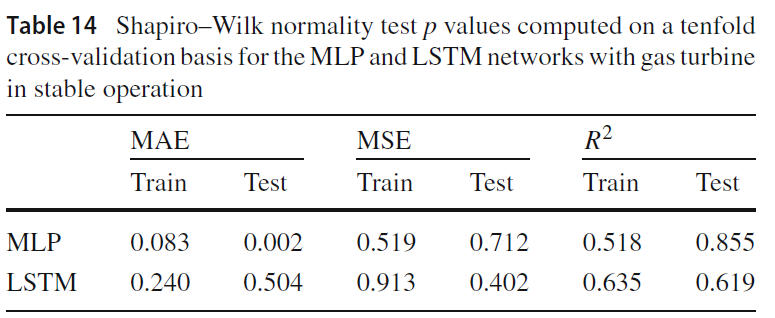 Table 14 Shapiro–Wilk normality test p values computed on a tenfold
cross-validation basis for the MLP and LSTM networks with gas turbine
in stable operation
MAE MSE R²
Train Test Train Test Train Test
MLP 0.083 0.002 0.519 0.712 0.518 0.855
LSTM 0.240 0.504 0.913 0.402 0.635 0.619